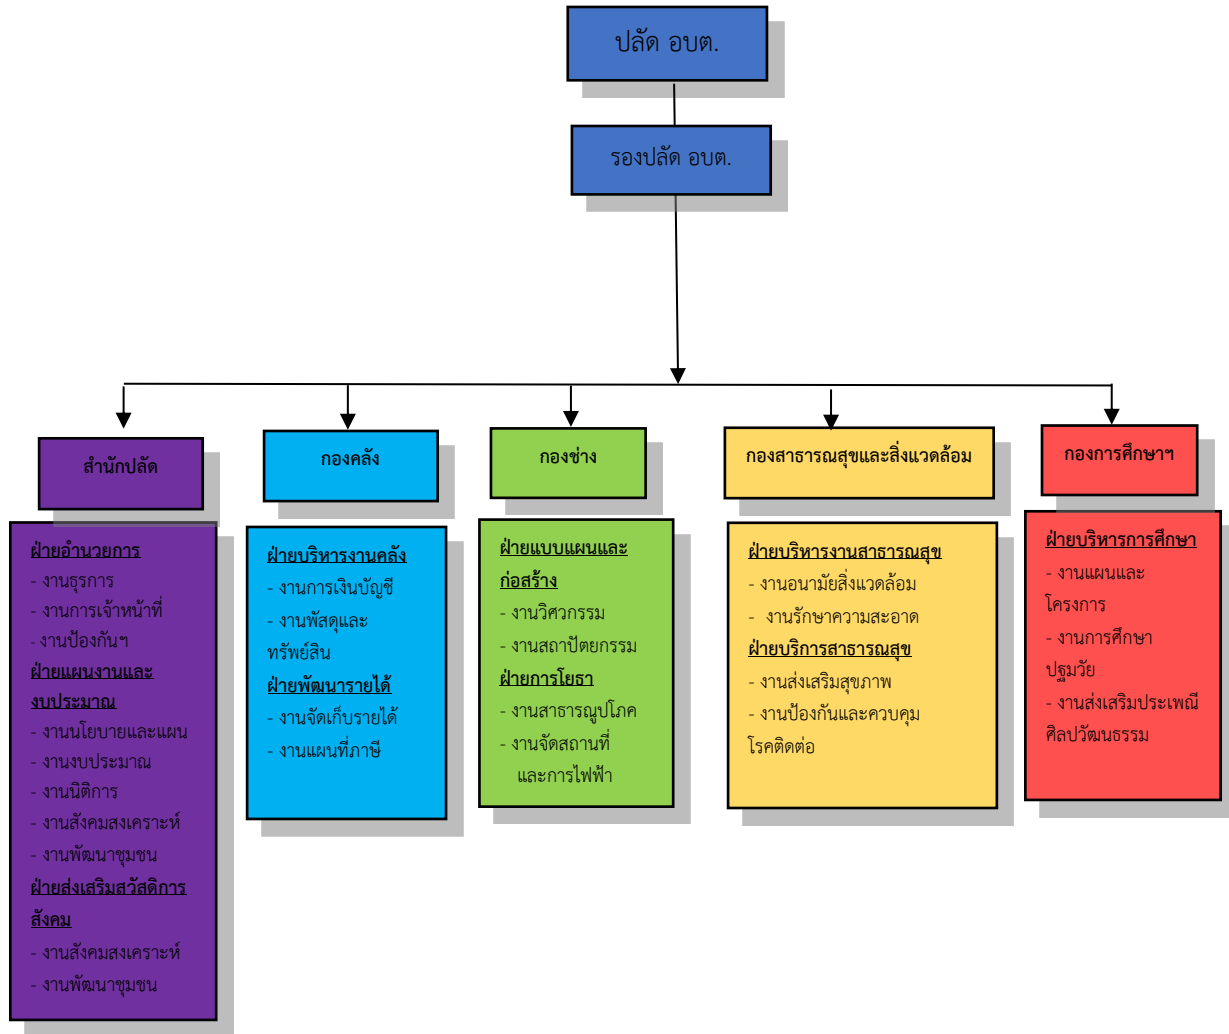 ปลัด อบต.
รองปลัด อบต.
สำนักปลัด
ฝ่ายอำนวยการ
- งานธุรการ
- งานการเจ้าหน้าที่
- งานป้องกันฯ
ฝ่ายแผนงานและ
งบประมาณ
- งานนโยบายและแผน
- งานงบประมาณ
- งานนิติการ
- งานสังคมสงเคราะห์
- งานพัฒนาชุมชน
ฝ่ายส่งเสริมสวัสดิการ
สังคม
- งานสังคมสงเคราะห์
- งานพัฒนาชุมชน
กองคลัง
ฝ่ายบริหารงานคลัง
- งานการเงินบัญชี
- งานพัสดุและ
ทรัพย์สิน
ฝ่ายพัฒนารายได้
- งานจัดเก็บรายได้
- งานแผนที่ภาษี
กองช่าง
ฝ่ายแบบแผนและ
ก่อสร้าง
- งานวิศวกรรม
- งานสถาปัตยกรรม
ฝ่ายการโยธา
- งานสาธารณูปโภค
- งานจัดสถานที่
และการไฟฟ้า
กองสาธารณสุขและสิ่งแวดล้อม
ฝ่ายบริหารงานสาธารณสุข
- งานอนามัยสิ่งแวดล้อม
- งานรักษาความสะอาด
ฝ่ายบริการสาธารณสุข
- งานส่งเสริมสุขภาพ
- งานป้องกันและควบคุม
โรคติดต่อ
กองการศึกษาฯ
ฝ่ายบริหารการศึกษา
- งานแผนและ
โครงการ
- งานการศึกษา
ปฐมวัย
- งานส่งเสริมประเพณี
ศิลปวัฒนธรรม